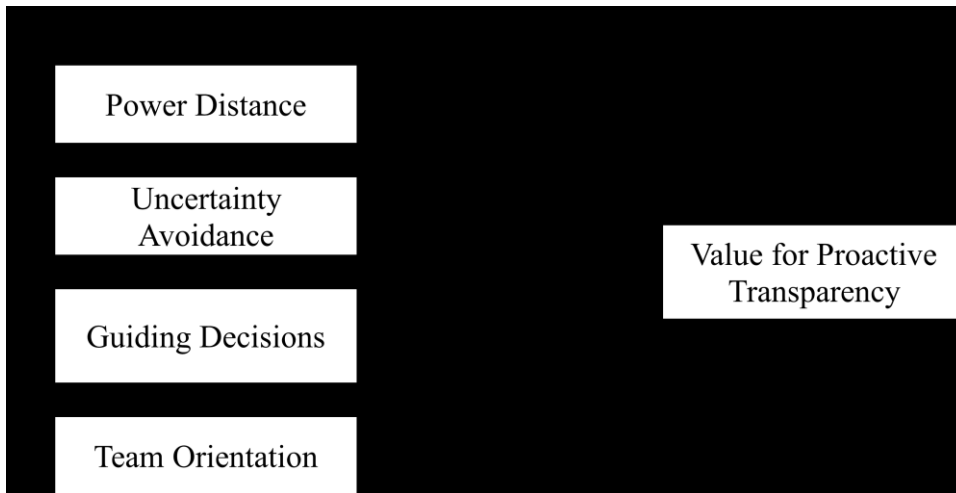 Power Distance
Uncertainty
Avoidance
Guiding Decisions
Team Orientation
Value for Proactive
Transparency